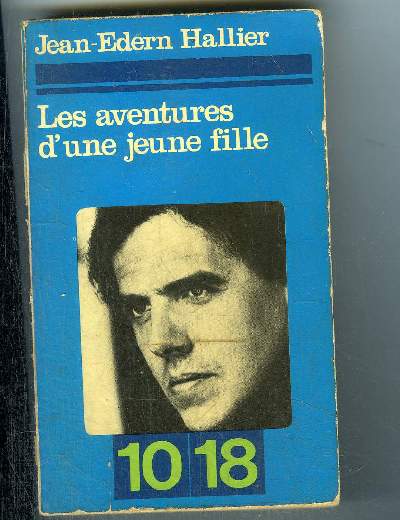 Jean-Edern Hallier
Les aventures
d'une jeune fille
10 18